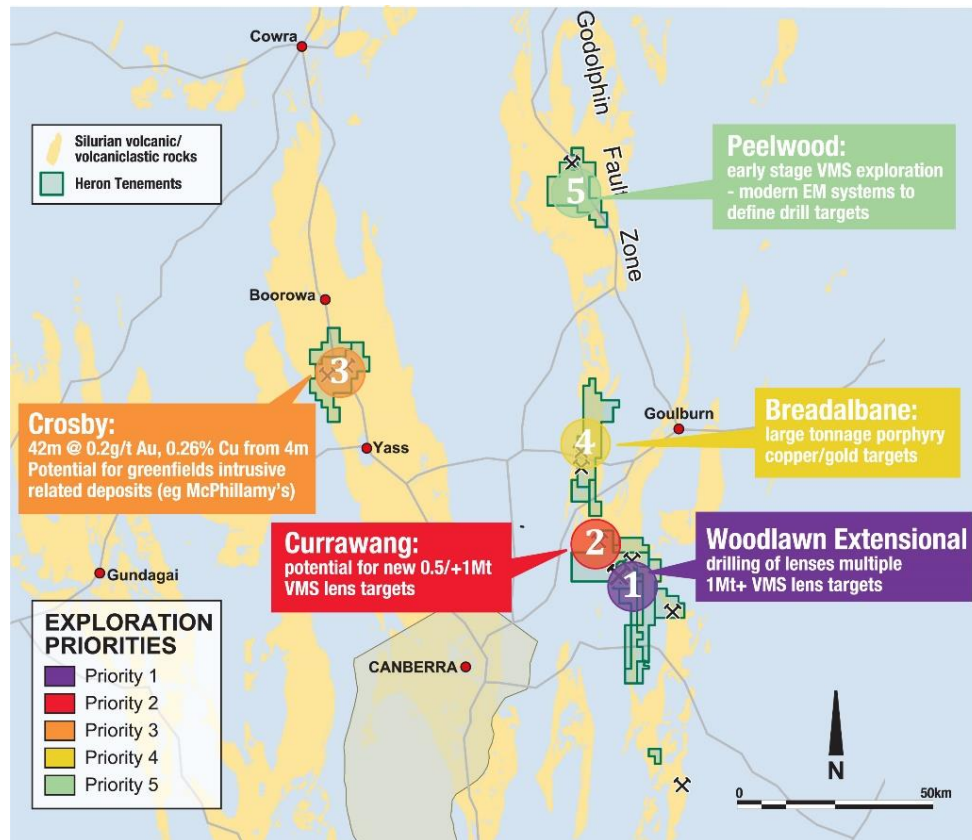 Cowra
Silurian volcanic/
volcaniclastic rocks
Heron Tenements
Godolphin
Fault
Zone
5
Peelwood:
early stage VMS exploration
- modern EM systems to
define drill targets
Boorowa
3
Crosby:
42m @ 0.2g/t Au, 0.26% Cu from 4m
Potential for greenfields intrusive
related deposits (eg McPhillamy's)
Yass
4
Goulburn
Breadalbane:
large tonnage porphyry
copper/gold targets
Currawang:
potential for new 0.5/+1Mt
VMS lens targets
2
1
Woodlawn Extensional
drilling of lenses multiple
1Mt+ VMS lens targets
Gundagai
EXPLORATION
PRIORITIES
Priority 1
Priority 2
Priority 3
Priority 4
Priority 5
CANBERRA
N
0 50km